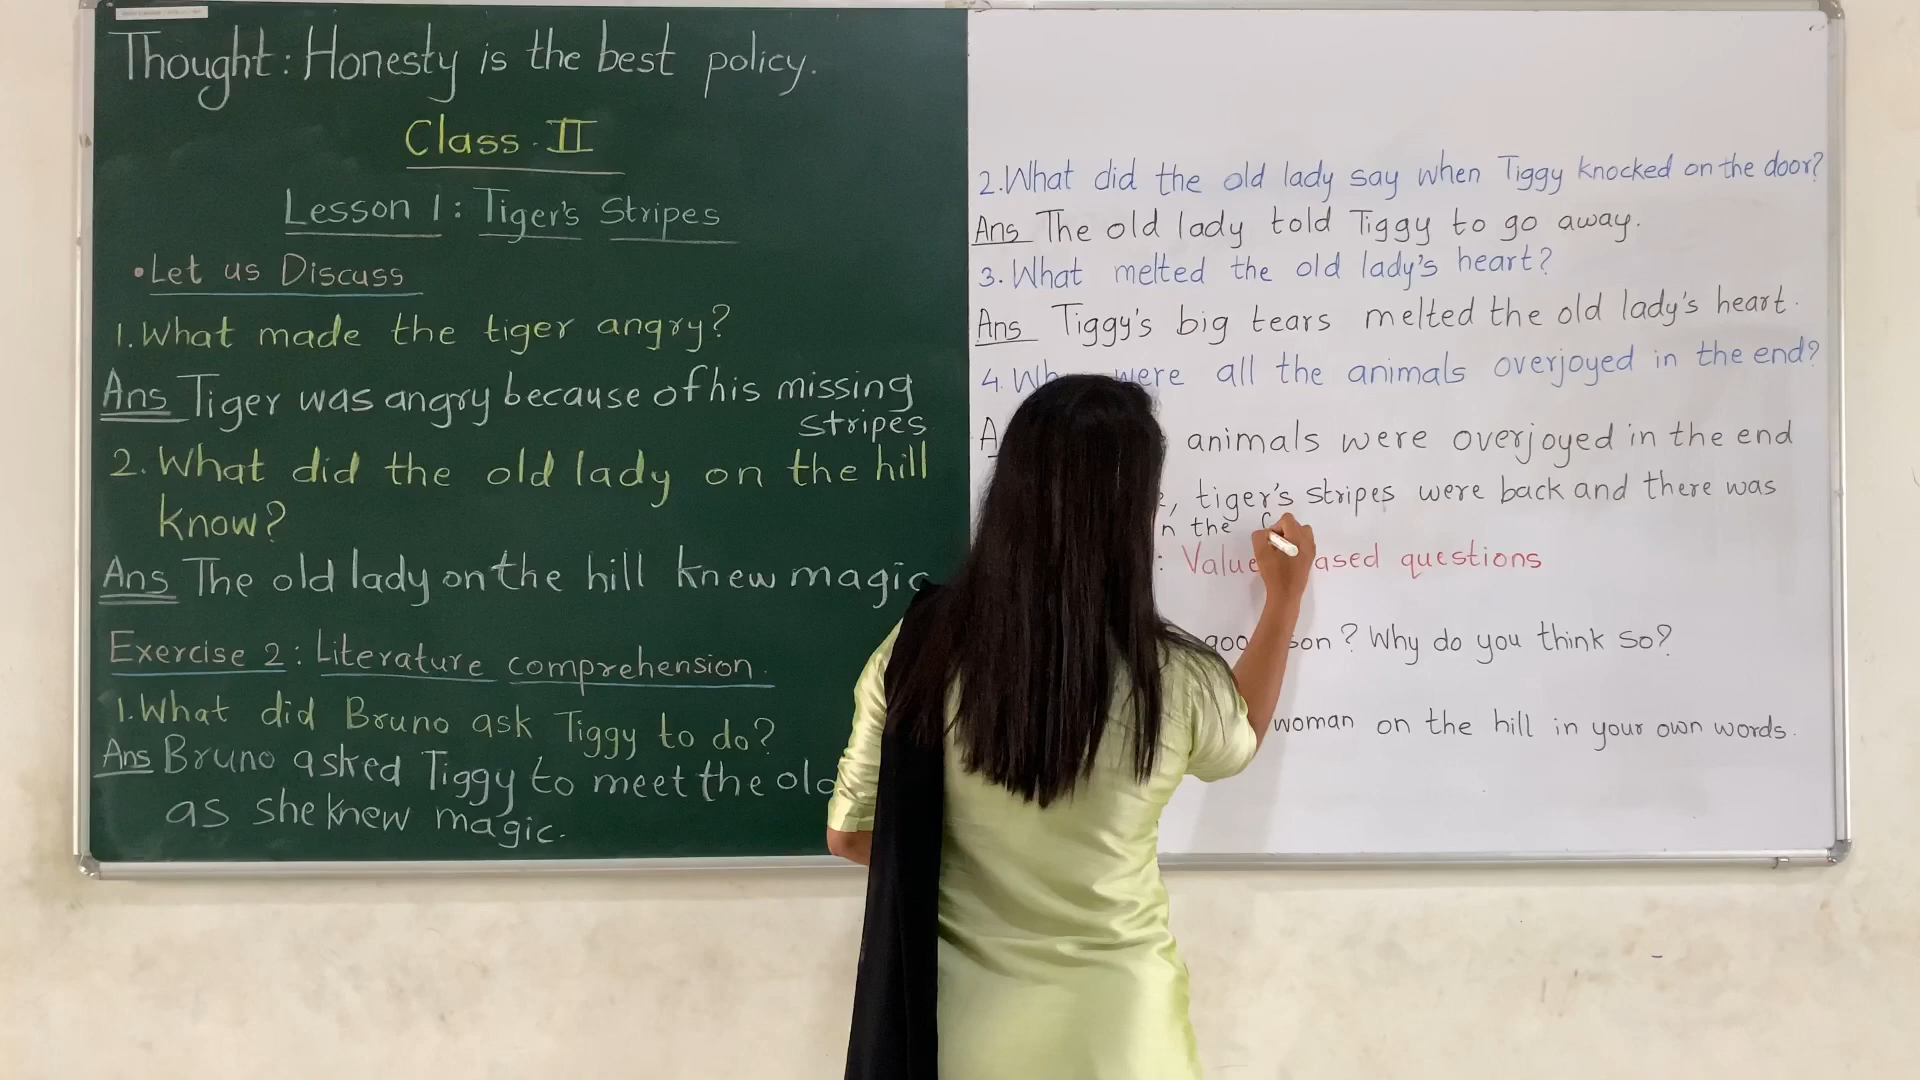 Thought: Honesty is the best policy.
Class-II
Lesson 1: Tiger's Stripes
• Let us Discuss
1. What made the tiger angry?
Ans Tiger was angry because of his missing
stripes
2. What did the old lady on the hill
know?
Ans The old lady on the hill knew magic
Exercise 2: Literature comprehension.
1. What did Bruno ask Tiggy to do?
Ans Bruno asked Tiggy to meet the old
as she knew magic.
2. What did the old lady say when Tiggy knocked on the door?
Ans The old lady told Tiggy to go away.
3. What melted the old lady's heart?
Ans Tiggy's big tears melted the old lady's heart.
4. were all the animals overjoyed in the end?
animals were overjoyed in the end
, tiger's stripes were back and there was
the
: Value based questions
? Why do you think so?
woman on the hill in your own words.